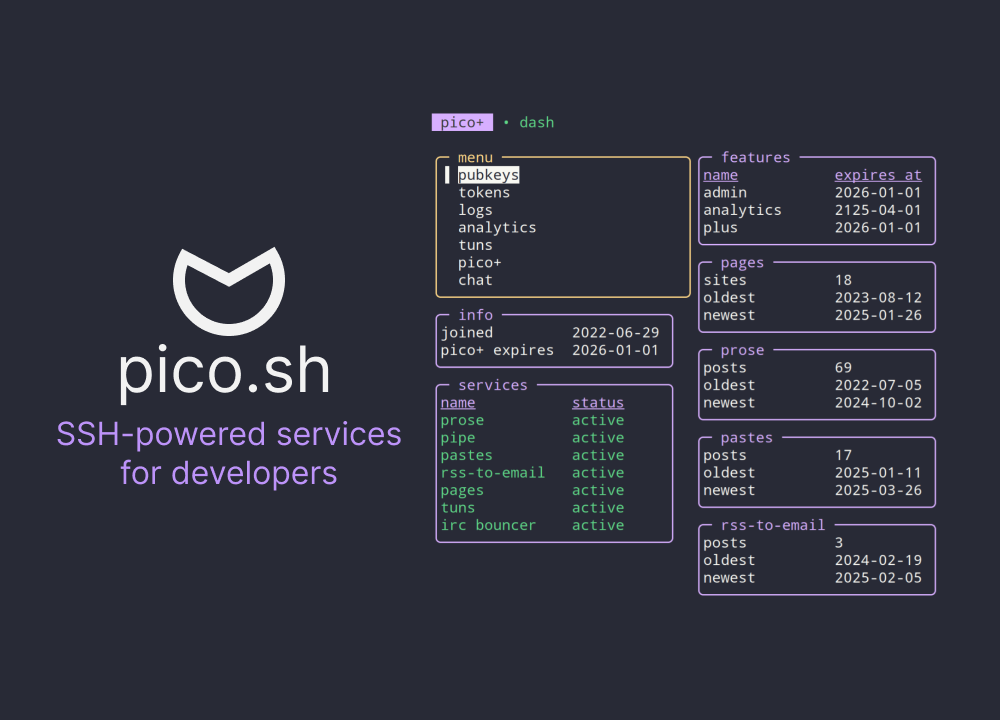 pico.sh
SSH-powered services
for developers
pico+ • dash
menu
pubkeys
tokens
logs
analytics
tuns
pico+
chat
info
joined 2022-06-29
pico+ expires 2026-01-01
services
name status
prose active
pipe active
pastes active
rss-to-email active
pages active
tuns active
irc bouncer active
features
name expires at
admin 2026-01-01
analytics 2125-04-01
plus 2026-01-01
pages
sites 18
oldest 2023-08-12
newest 2025-01-26
prose
posts 69
oldest 2022-07-05
newest 2024-10-02
pastes
posts 17
oldest 2025-01-11
newest 2025-03-26
rss-to-email
posts 3
oldest 2024-02-19
newest 2025-02-05